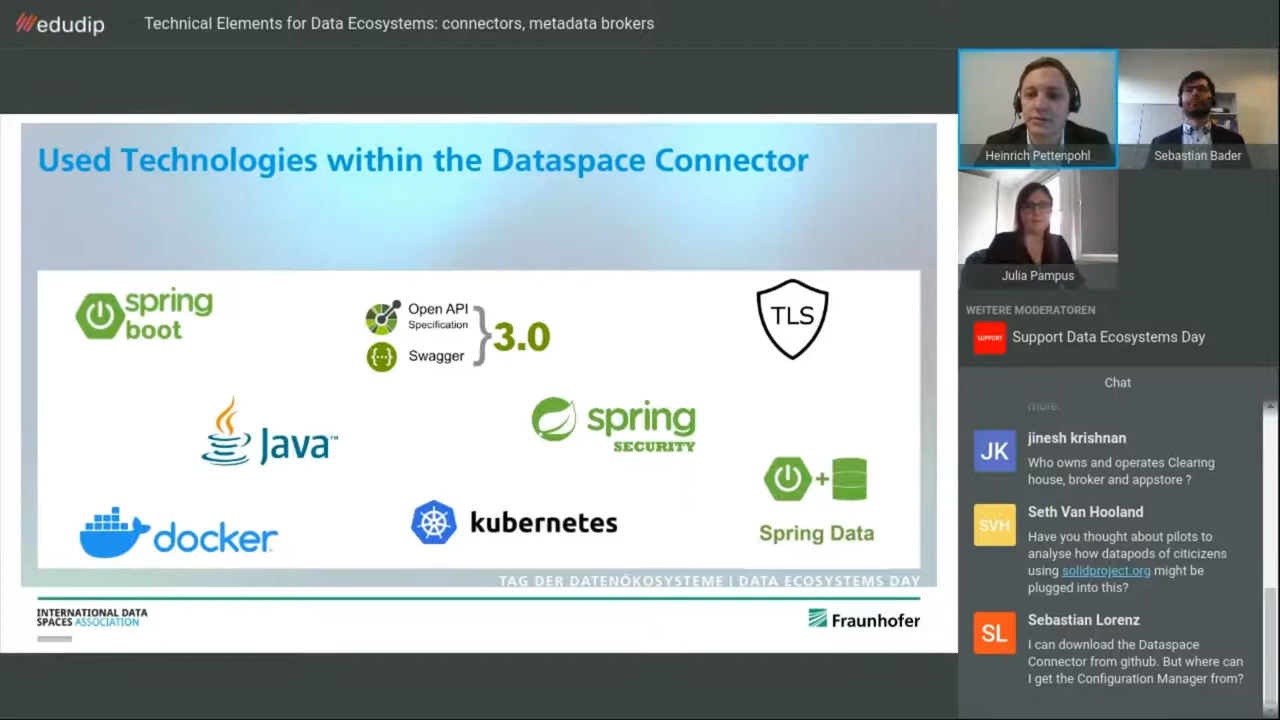 edudip
Technical Elements for Data Ecosystems: connectors, metadata brokers
Used Technologies within the Dataspace Connector
spring
boot
Open API
Specification
Swagger
3.0
TLS
Java™
spring
SECURITY
Spring Data
docker
kubernetes
TAG DER DATENÖKOSYSTEME | DATA ECOSYSTEMS DAY
INTERNATIONAL DATA
SPACES ASSOCIATION
Fraunhofer
Heinrich Pettenpohl
Sebastian Bader
Julia Pampus
WEITERE MODERATOREN
SUPPORT
Support Data Ecosystems Day
Chat
more.
JK
jinesh krishnan
Who owns and operates Clearing
house, broker and appstore ?
SVH
Seth Van Hooland
Have you thought about pilots to
analyse how datapods of citicizens
using solidproject.org might be
plugged into this?
SL
Sebastian Lorenz
I can download the Dataspace
Connector from github. But where can
I get the Configuration Manager from?